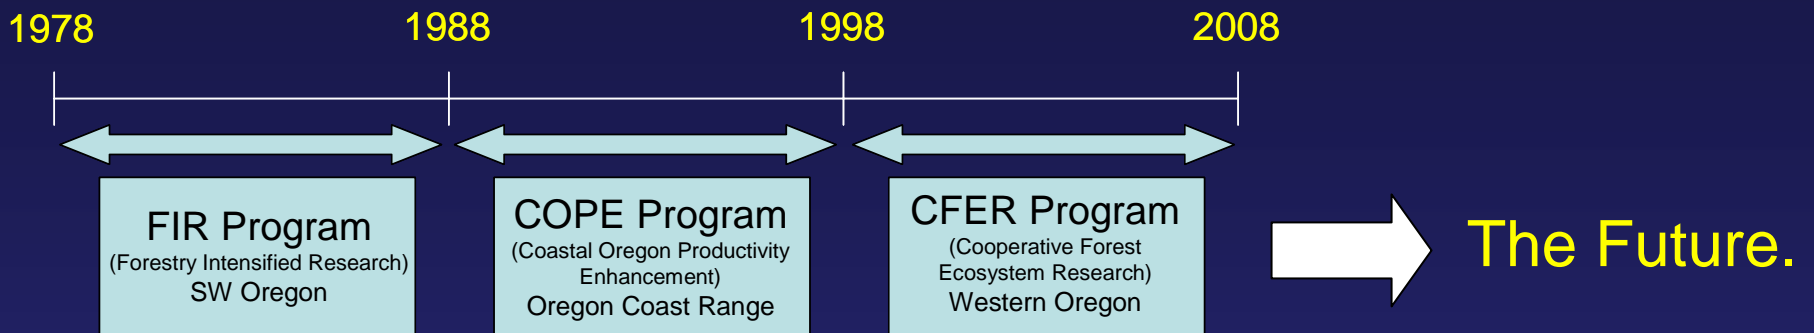 1978
1988
1998
2008
FIR Program
(Forestry Intensified Research)
SW Oregon
COPE Program
(Coastal Oregon Productivity
Enhancement)
Oregon Coast Range
CFER Program
(Cooperative Forest
Ecosystem Research)
Western Oregon
The Future.